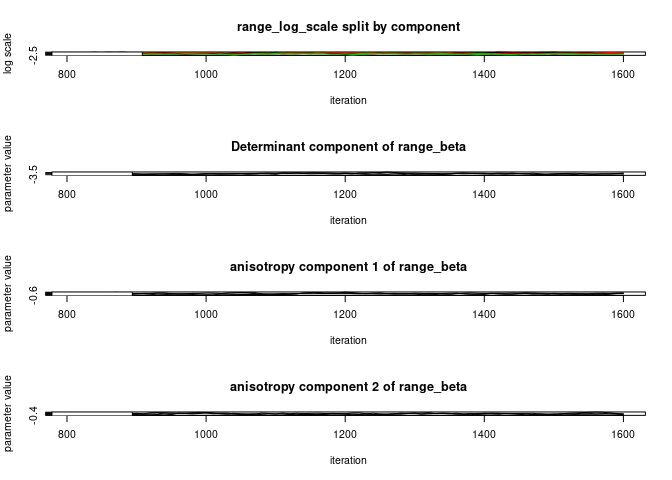 range_log_scale split by component
log scale
-2.5
800 1000 1200 1400 1600
iteration
Determinant component of range_beta
parameter value
-3.5
800 1000 1200 1400 1600
iteration
anisotropy component 1 of range_beta
parameter value
-0.6
800 1000 1200 1400 1600
iteration
anisotropy component 2 of range_beta
parameter value
-0.4
800 1000 1200 1400 1600
iteration